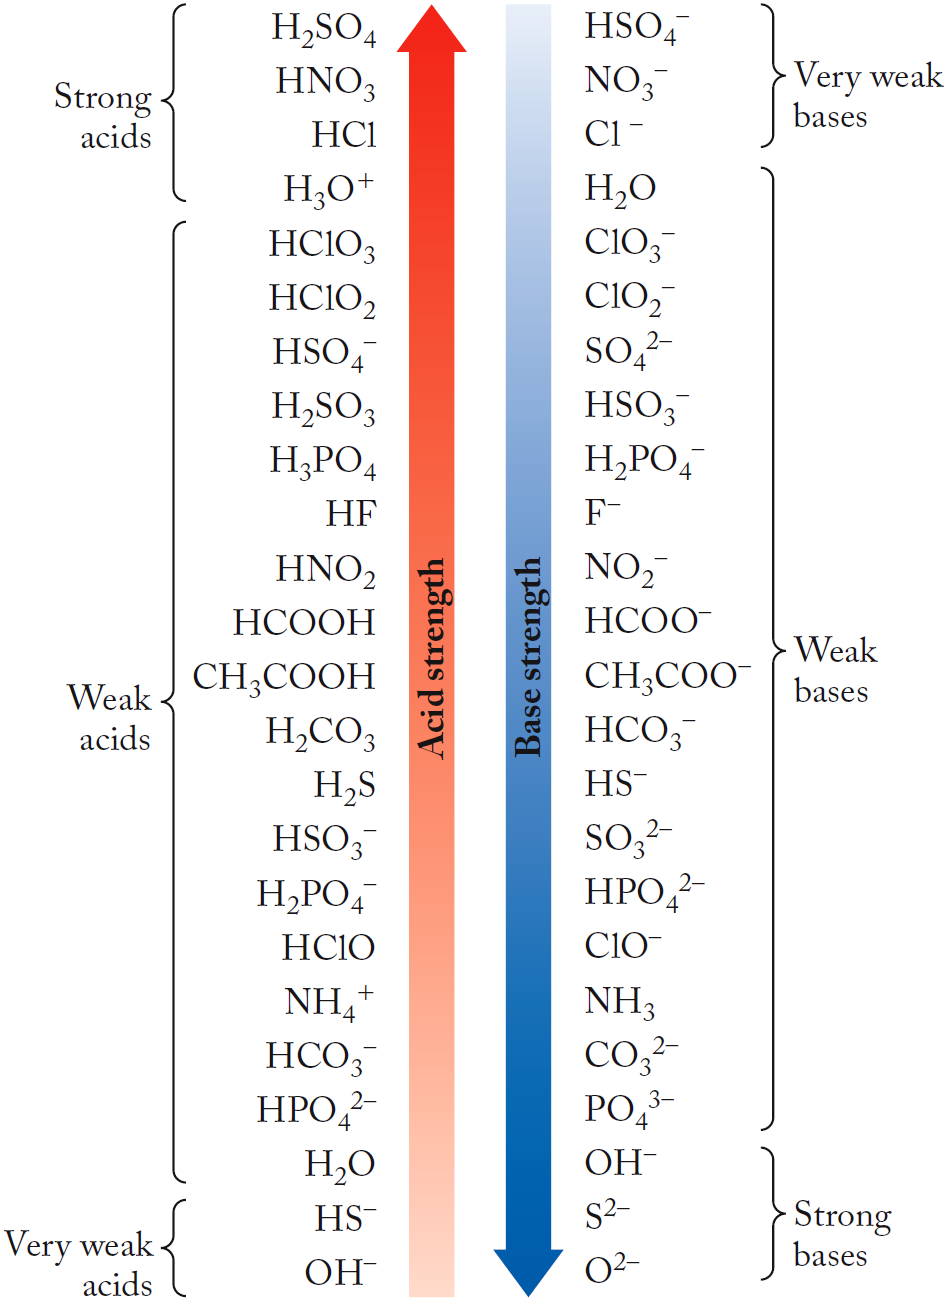 Strong
acids
H₂SO₄
HNO₃
HCl
H₃O⁺
Weak
acids
HClO₃
HClO₂
HSO₄⁻
H₂SO₃
H₃PO₄
HF
HNO₂
HCOOH
CH₃COOH
H₂CO₃
H₂S
HSO₃⁻
H₂PO₄⁻
HClO
NH₄⁺
HCO₃⁻
HPO₄²⁻
H₂O
Very weak
acids
HS⁻
OH⁻
Acid strength
Base strength
HSO₄⁻
NO₃⁻
Cl⁻
Very weak
bases
H₂O
ClO₃⁻
ClO₂⁻
SO₄²⁻
HSO₃⁻
H₂PO₄⁻
F⁻
NO₂⁻
HCOO⁻
CH₃COO⁻
HCO₃⁻
HS⁻
SO₃²⁻
HPO₄²⁻
ClO⁻
NH₃
CO₃²⁻
PO₄³⁻
Weak
bases
OH⁻
S²⁻
O²⁻
Strong
bases